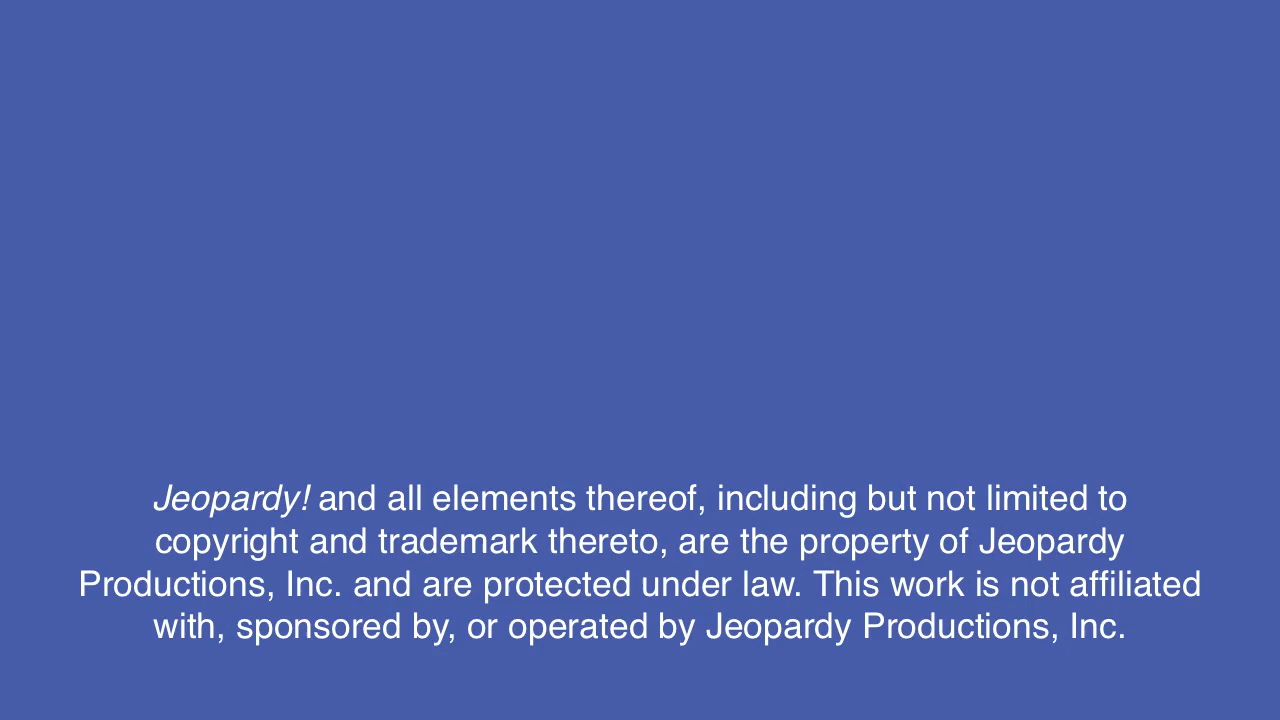 Jeopardy! and all elements thereof, including but not limited to
copyright and trademark thereto, are the property of Jeopardy
Productions, Inc. and are protected under law. This work is not affiliated
with, sponsored by, or operated by Jeopardy Productions, Inc.